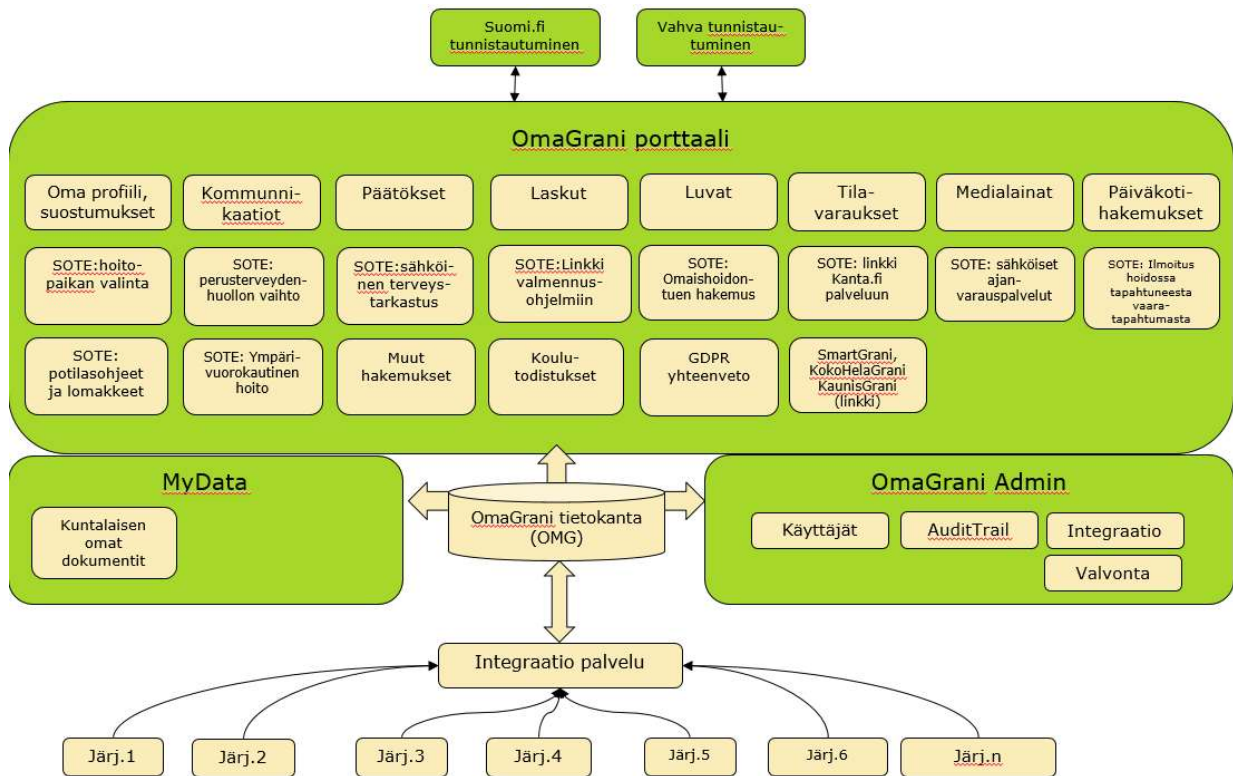 Suomi.fi
tunnistautuminen
Vahva tunnistau-
tuminen
OmaGrani porttaali
Oma profiili,
suostumukset
Kommunni-
kaatiot
Päätökset
Laskut
Luvat
Tila-
varaukset
Medialainat
Päiväkoti-
hakemukset
SOTE:hoito-
paikan valinta
SOTE:
perusterveyden-
huollon vaihto
SOTE:sähköi-
nen terveys-
tarkastus
SOTE:Linkki
valmennus-
ohjelmiin
SOTE:
Omaishoidon-
tuen hakemus
SOTE: linkki
Kanta.fi
palveluun
SOTE: sähköiset
ajan-
varauspalvelut
SOTE: Ilmoitus
hoidossa
tapahtuneesta
vaara-
tapahtumasta
SOTE:
potilasohjeet
ja lomakkeet
SOTE: Ympäri-
vuorokautinen
hoito
Muut
hakemukset
Koulu-
todistukset
GDPR
yhteenveto
SmartGrani,
KokoHelaGrani
KaunisGrani
(linkki)
MyData
Kuntalaisen
omat
dokumentit
OmaGrani tietokanta
(OMG)
OmaGrani Admin
Käyttäjät
AuditTrail
Integraatio
Valvonta
Integraatio palvelu
Järj.1
Järj.2
Järj.3
Järj.4
Järj.5
Järj.6
Järj.n